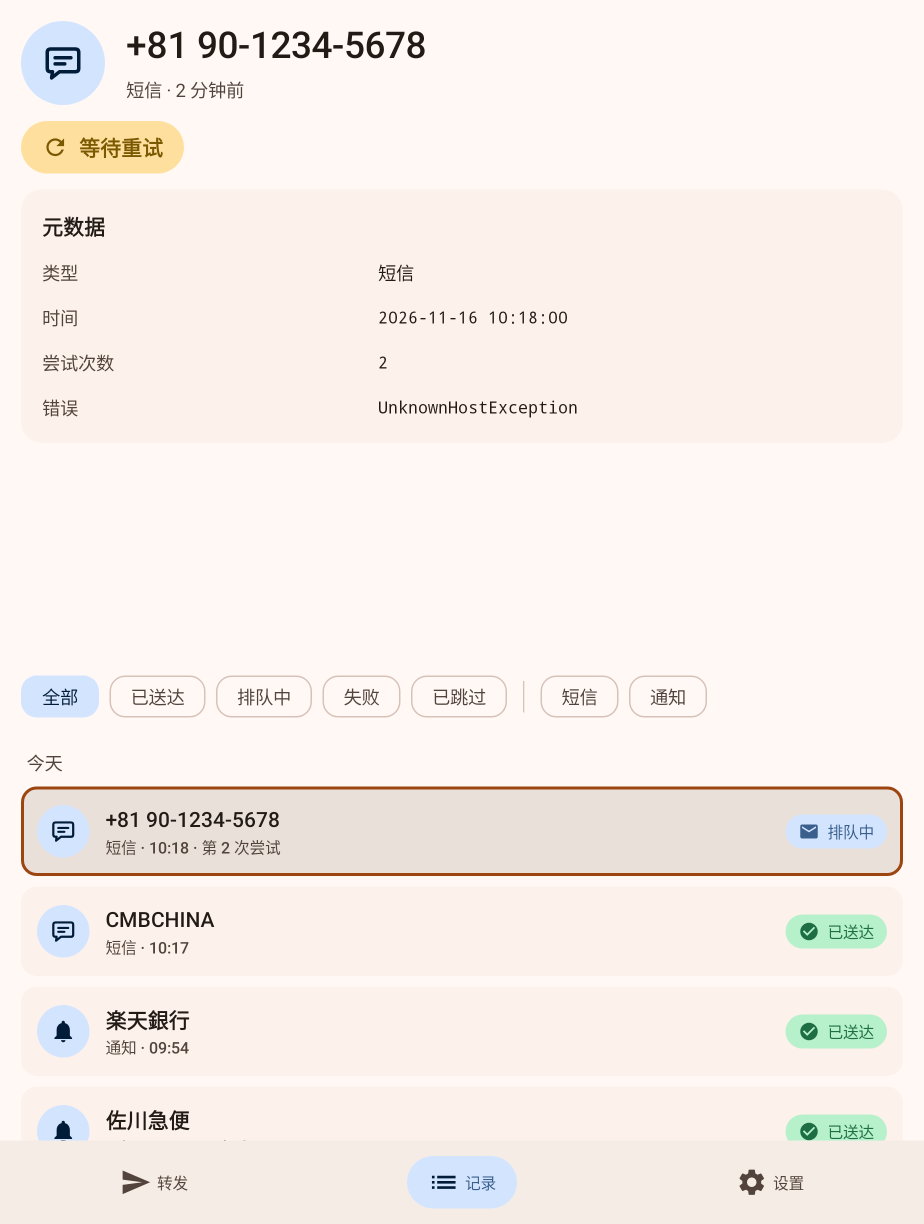 +81 90-1234-5678
短信 · 2 分钟前
等待重试
元数据
类型 短信
时间 2026-11-16 10:18:00
尝试次数 2
错误 UnknownHostException
全部 已送达 排队中 失败 已跳过 短信 通知
今天
+81 90-1234-5678
短信 · 10:18 · 第 2 次尝试
排队中
CMBCHINA
短信 · 10:17
已送达
楽天銀行
通知 · 09:54
已送达
佐川急便
已送达
转发 记录 设置